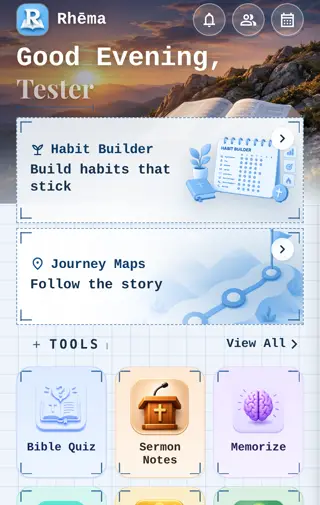 Rhēma
Good Evening,
Tester
Habit Builder
Build habits that
stick
HABIT BUILDER
Journey Maps
Follow the story
+ TOOLS
View All
Bible Quiz
Sermon
Notes
Memorize